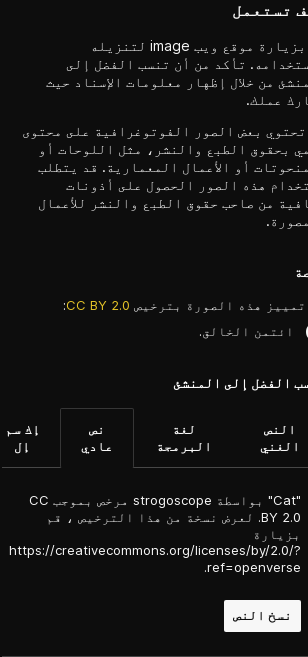 ف تستعمل
بزيارة موقع ويب image لتنزيله
ستخدامه. تأكد من أن تنسب الفضل إلى
منشئ من خلال إظهار معلومات الإسناد حيث
ارك عملك.
تحتوي بعض الصور الفوتوغرافية على محتوى
مي بحقوق الطبع والنشر، مثل اللوحات أو
منحوتات أو الأعمال المعمارية. قد يتطلب
تخدام هذه الصور الحصول على أذونات
افية من صاحب حقوق الطبع والنشر للأعمال
مصورة.
صة
تمييز هذه الصورة بترخيص CC BY 2.0:
ائتمن الخالق.
سب الفضل إلى المنشئ
النص الغني
لغة البرمجة
نص عادي
إك سم إل
"Cat" بواسطة strogoscope مرخص بموجب CC
BY 2.0. لعرض نسخة من هذا الترخيص ، قم
بزيارة
https://creativecommons.org/licenses/by/2.0/?
ref=openverse.
نسخ النص